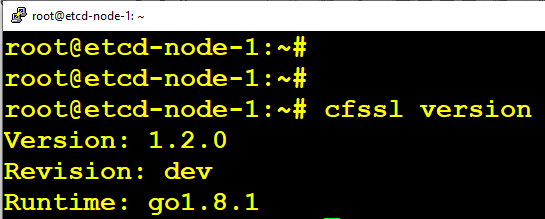 root@etcd-node-1: ~
root@etcd-node-1:~#
root@etcd-node-1:~#
root@etcd-node-1:~# cfssl version
Version: 1.2.0
Revision: dev
Runtime: go1.8.1